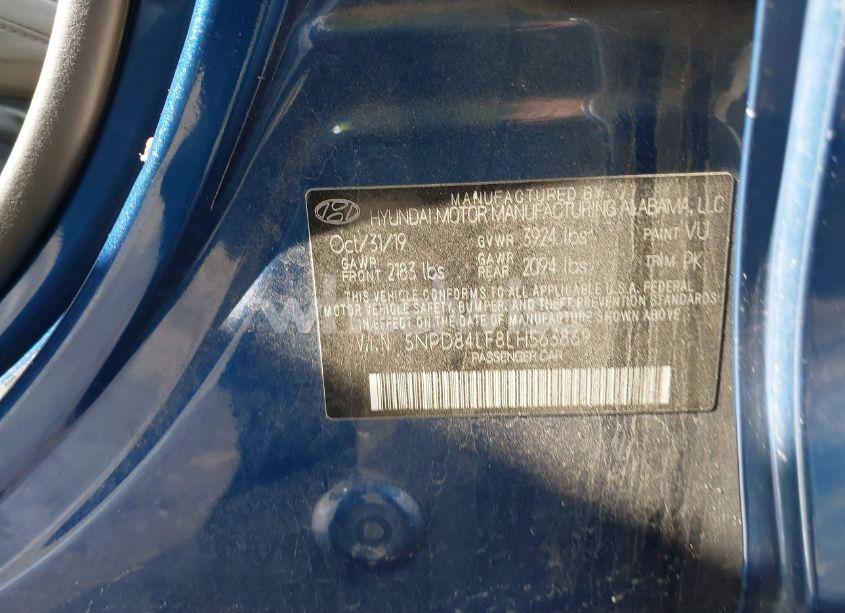 MANUFACTURED BY
HYUNDAI MOTOR MANUFACTURING ALABAMA, LLC
Oct/31/19 GVWR 3924 lbs PAINT VU
GAWR FRONT 2183 lbs GAWR REAR 2094 lbs TRIM PK
THIS VEHICLE CONFORMS TO ALL APPLICABLE U.S.A. FEDERAL
MOTOR VEHICLE SAFETY, BUMPER, AND THEFT PREVENTION STANDARDS
IN EFFECT ON THE DATE OF MANUFACTURE SHOWN ABOVE.
V.I.N
PASSENGER CAR